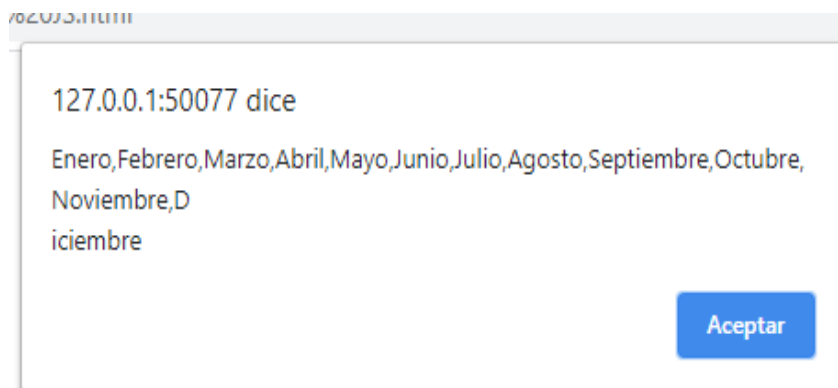 %20J3.html
127.0.0.1:50077 dice
Enero,Febrero,Marzo,Abril,Mayo,Junio,Julio,Agosto,Septiembre,Octubre,
Noviembre,D
iciembre
Aceptar